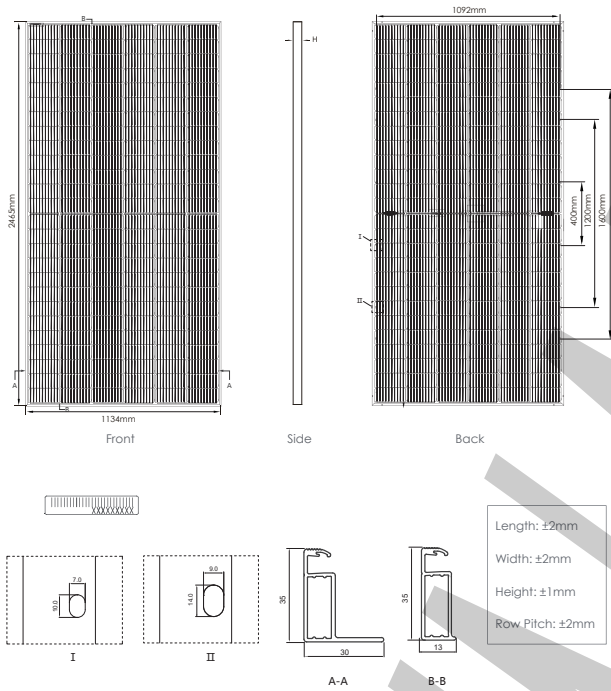 B
1092mm
H
2465mm
400mm
1200mm
1600mm
I
II
A
A
B
1134mm
Front
Side
Back
Length: ±2mm
Width: ±2mm
Height: ±1mm
Row Pitch: ±2mm
7.0
10.0
I
9.0
14.0
II
35
30
A-A
35
13
B-B